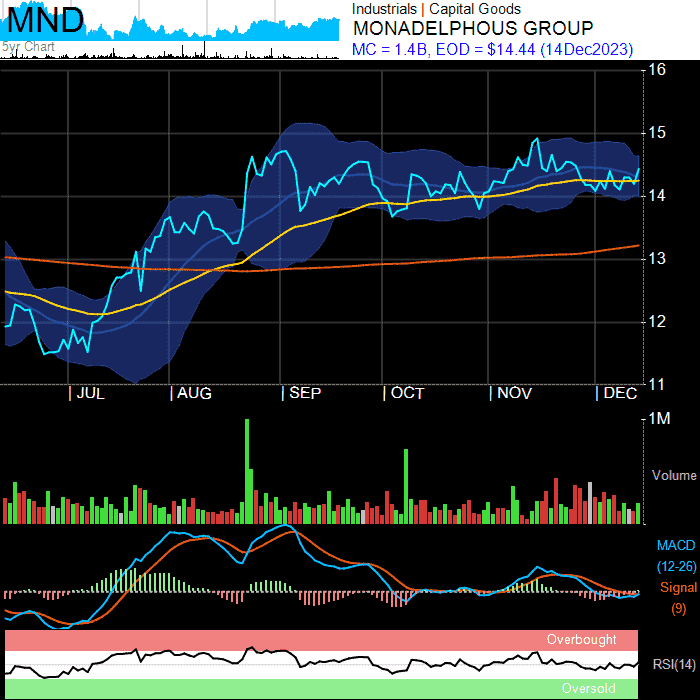 MND
5yr Chart
Industrials | Capital Goods
MONADELPHOUS GROUP
MC = 1.4B, EOD = $14.44 (14Dec2023)
16
15
14
13
12
11
JUL AUG SEP OCT NOV DEC
1M
Volume
MACD
(12-26)
Signal
(9)
Overbought
RSI(14)
Oversold